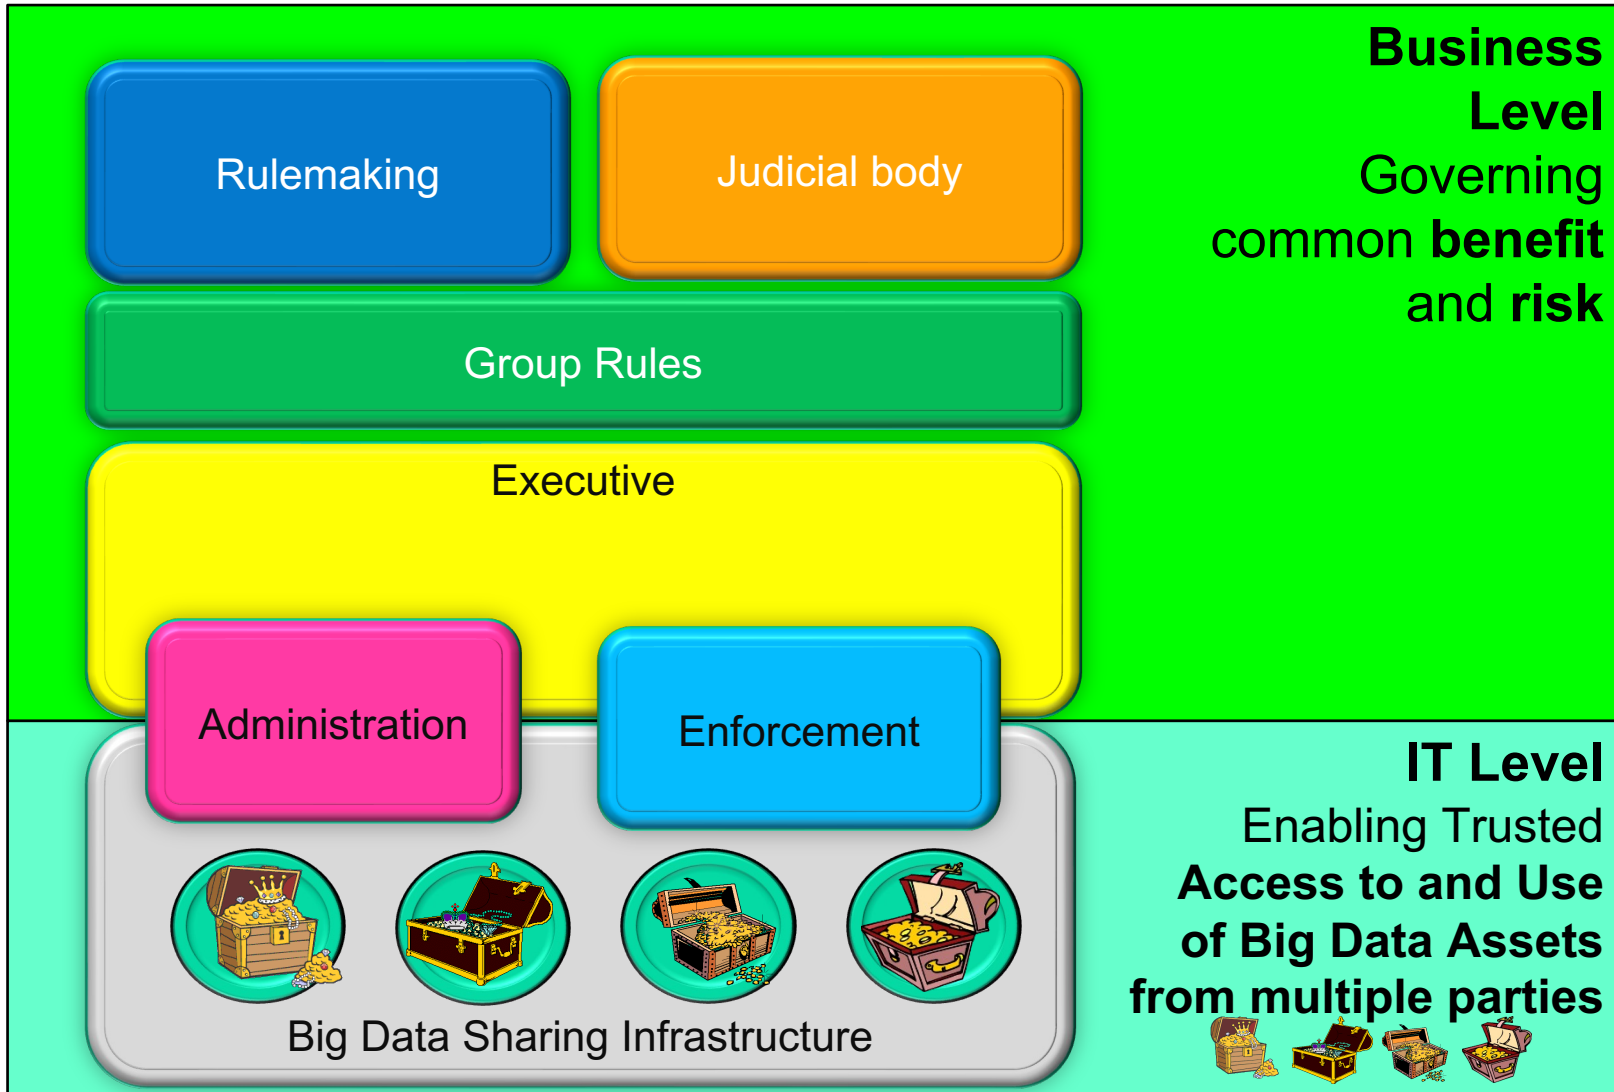 Rulemaking
Judicial body
Group Rules
Executive
Administration
Enforcement
Big Data Sharing Infrastructure
Business
Level
Governing
common benefit
and risk
IT Level
Enabling Trusted
Access to and Use
of Big Data Assets
from multiple parties